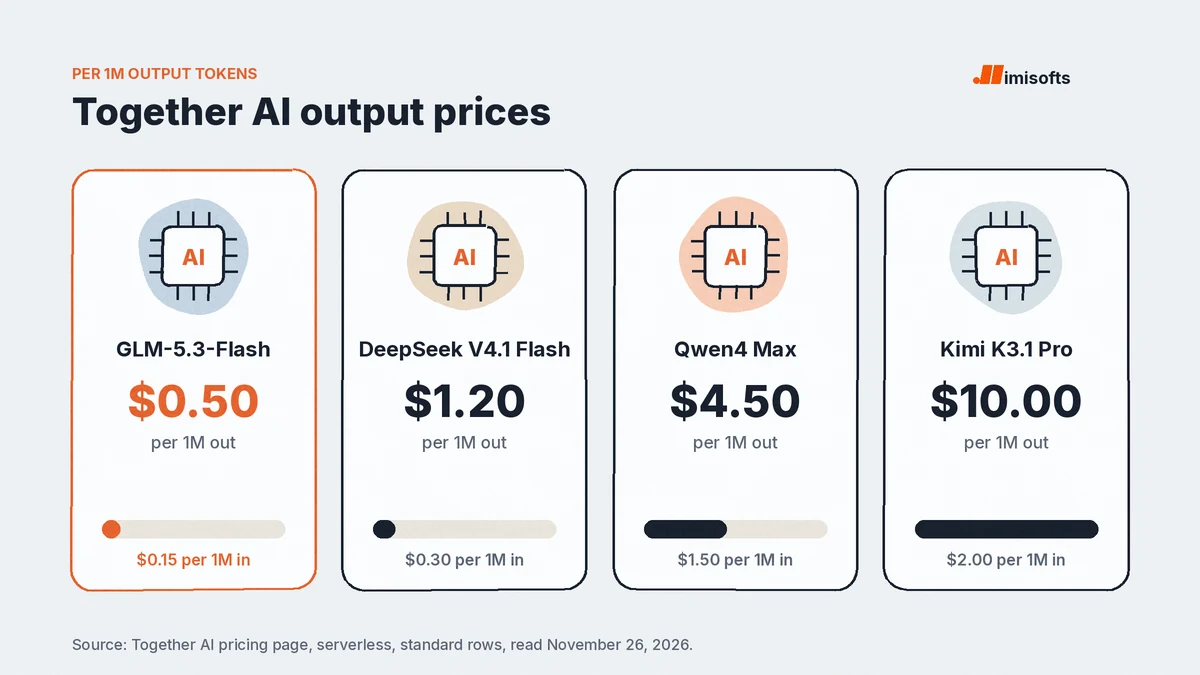 PER 1M OUTPUT TOKENS
Together AI output prices
imisofts
AI
GLM-5.3-Flash
$0.50
per 1M out
$0.15 per 1M in
AI
DeepSeek V4.1 Flash
$1.20
per 1M out
$0.30 per 1M in
AI
Qwen4 Max
$4.50
per 1M out
$1.50 per 1M in
AI
Kimi K3.1 Pro
$10.00
per 1M out
$2.00 per 1M in
Source: Together AI pricing page, serverless, standard rows, read November 26, 2026.